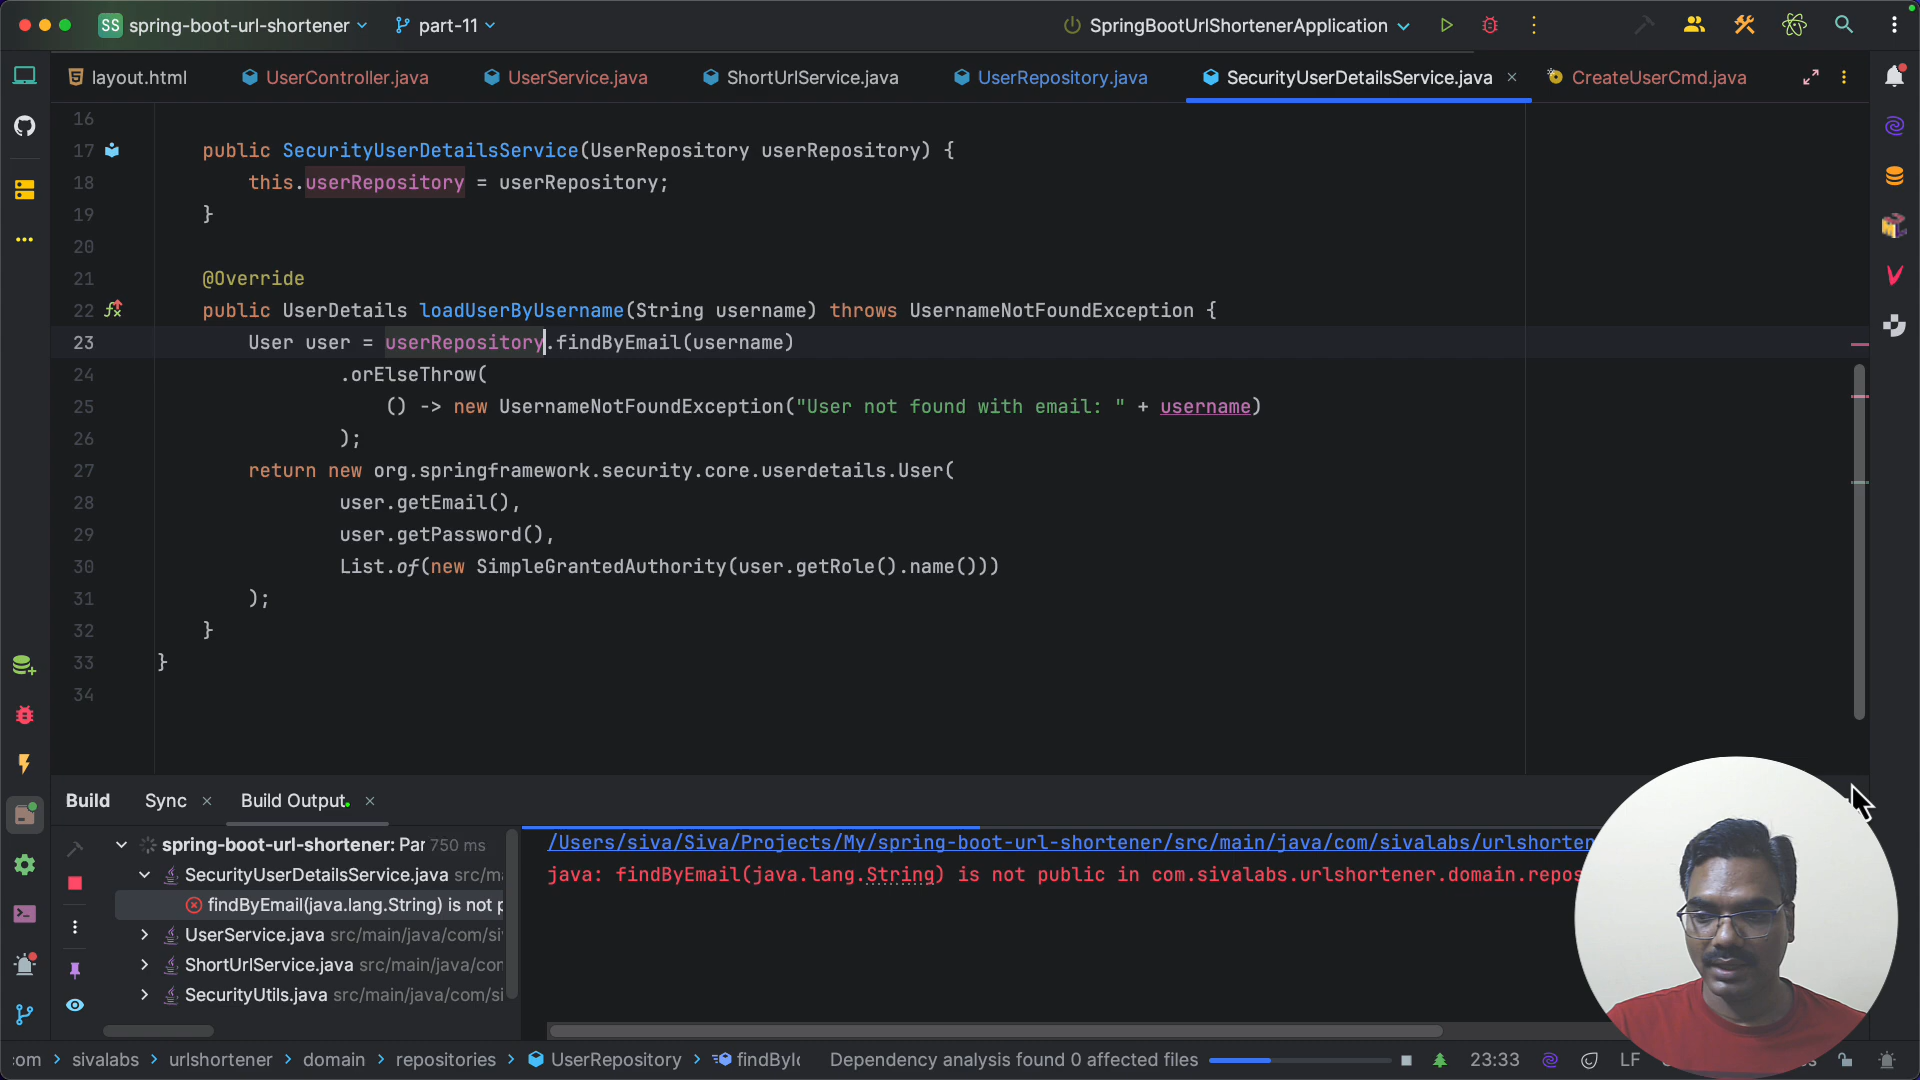 SS spring-boot-url-shortener part-11 SpringBootUrlShortenerApplication
layout.html UserController.java UserService.java ShortUrlService.java UserRepository.java SecurityUserDetailsService.java CreateUserCmd.java
16
17 public SecurityUserDetailsService(UserRepository userRepository) {
18 this.userRepository = userRepository;
19 }
20
21 @Override
22 public UserDetails loadUserByUsername(String username) throws UsernameNotFoundException {
23 User user = userRepository.findByEmail(username)
24 .orElseThrow(
25 () -> new UsernameNotFoundException("User not found with email: " + username)
26 );
27 return new org.springframework.security.core.userdetails.User(
28 user.getEmail(),
29 user.getPassword(),
30 List.of(new SimpleGrantedAuthority(user.getRole().name()))
31 );
32 }
33 }
34
Build Sync Build Output
spring-boot-url-shortener: Par 750 ms
SecurityUserDetailsService.java src/m
findByEmail(java.lang.String) is not p
UserService.java src/main/java/com/si
ShortUrlService.java src/main/java/con
SecurityUtils.java src/main/java/com/si
/Users/siva/Siva/Projects/My/spring-boot-url-shortener/src/main/java/com/sivalabs/urlshorten
java: findByEmail(java.lang.String) is not public in com.sivalabs.urlshortener.domain.repos
om > sivalabs > urlshortener > domain > repositories > UserRepository > findById Dependency analysis found 0 affected files 23:33 LF